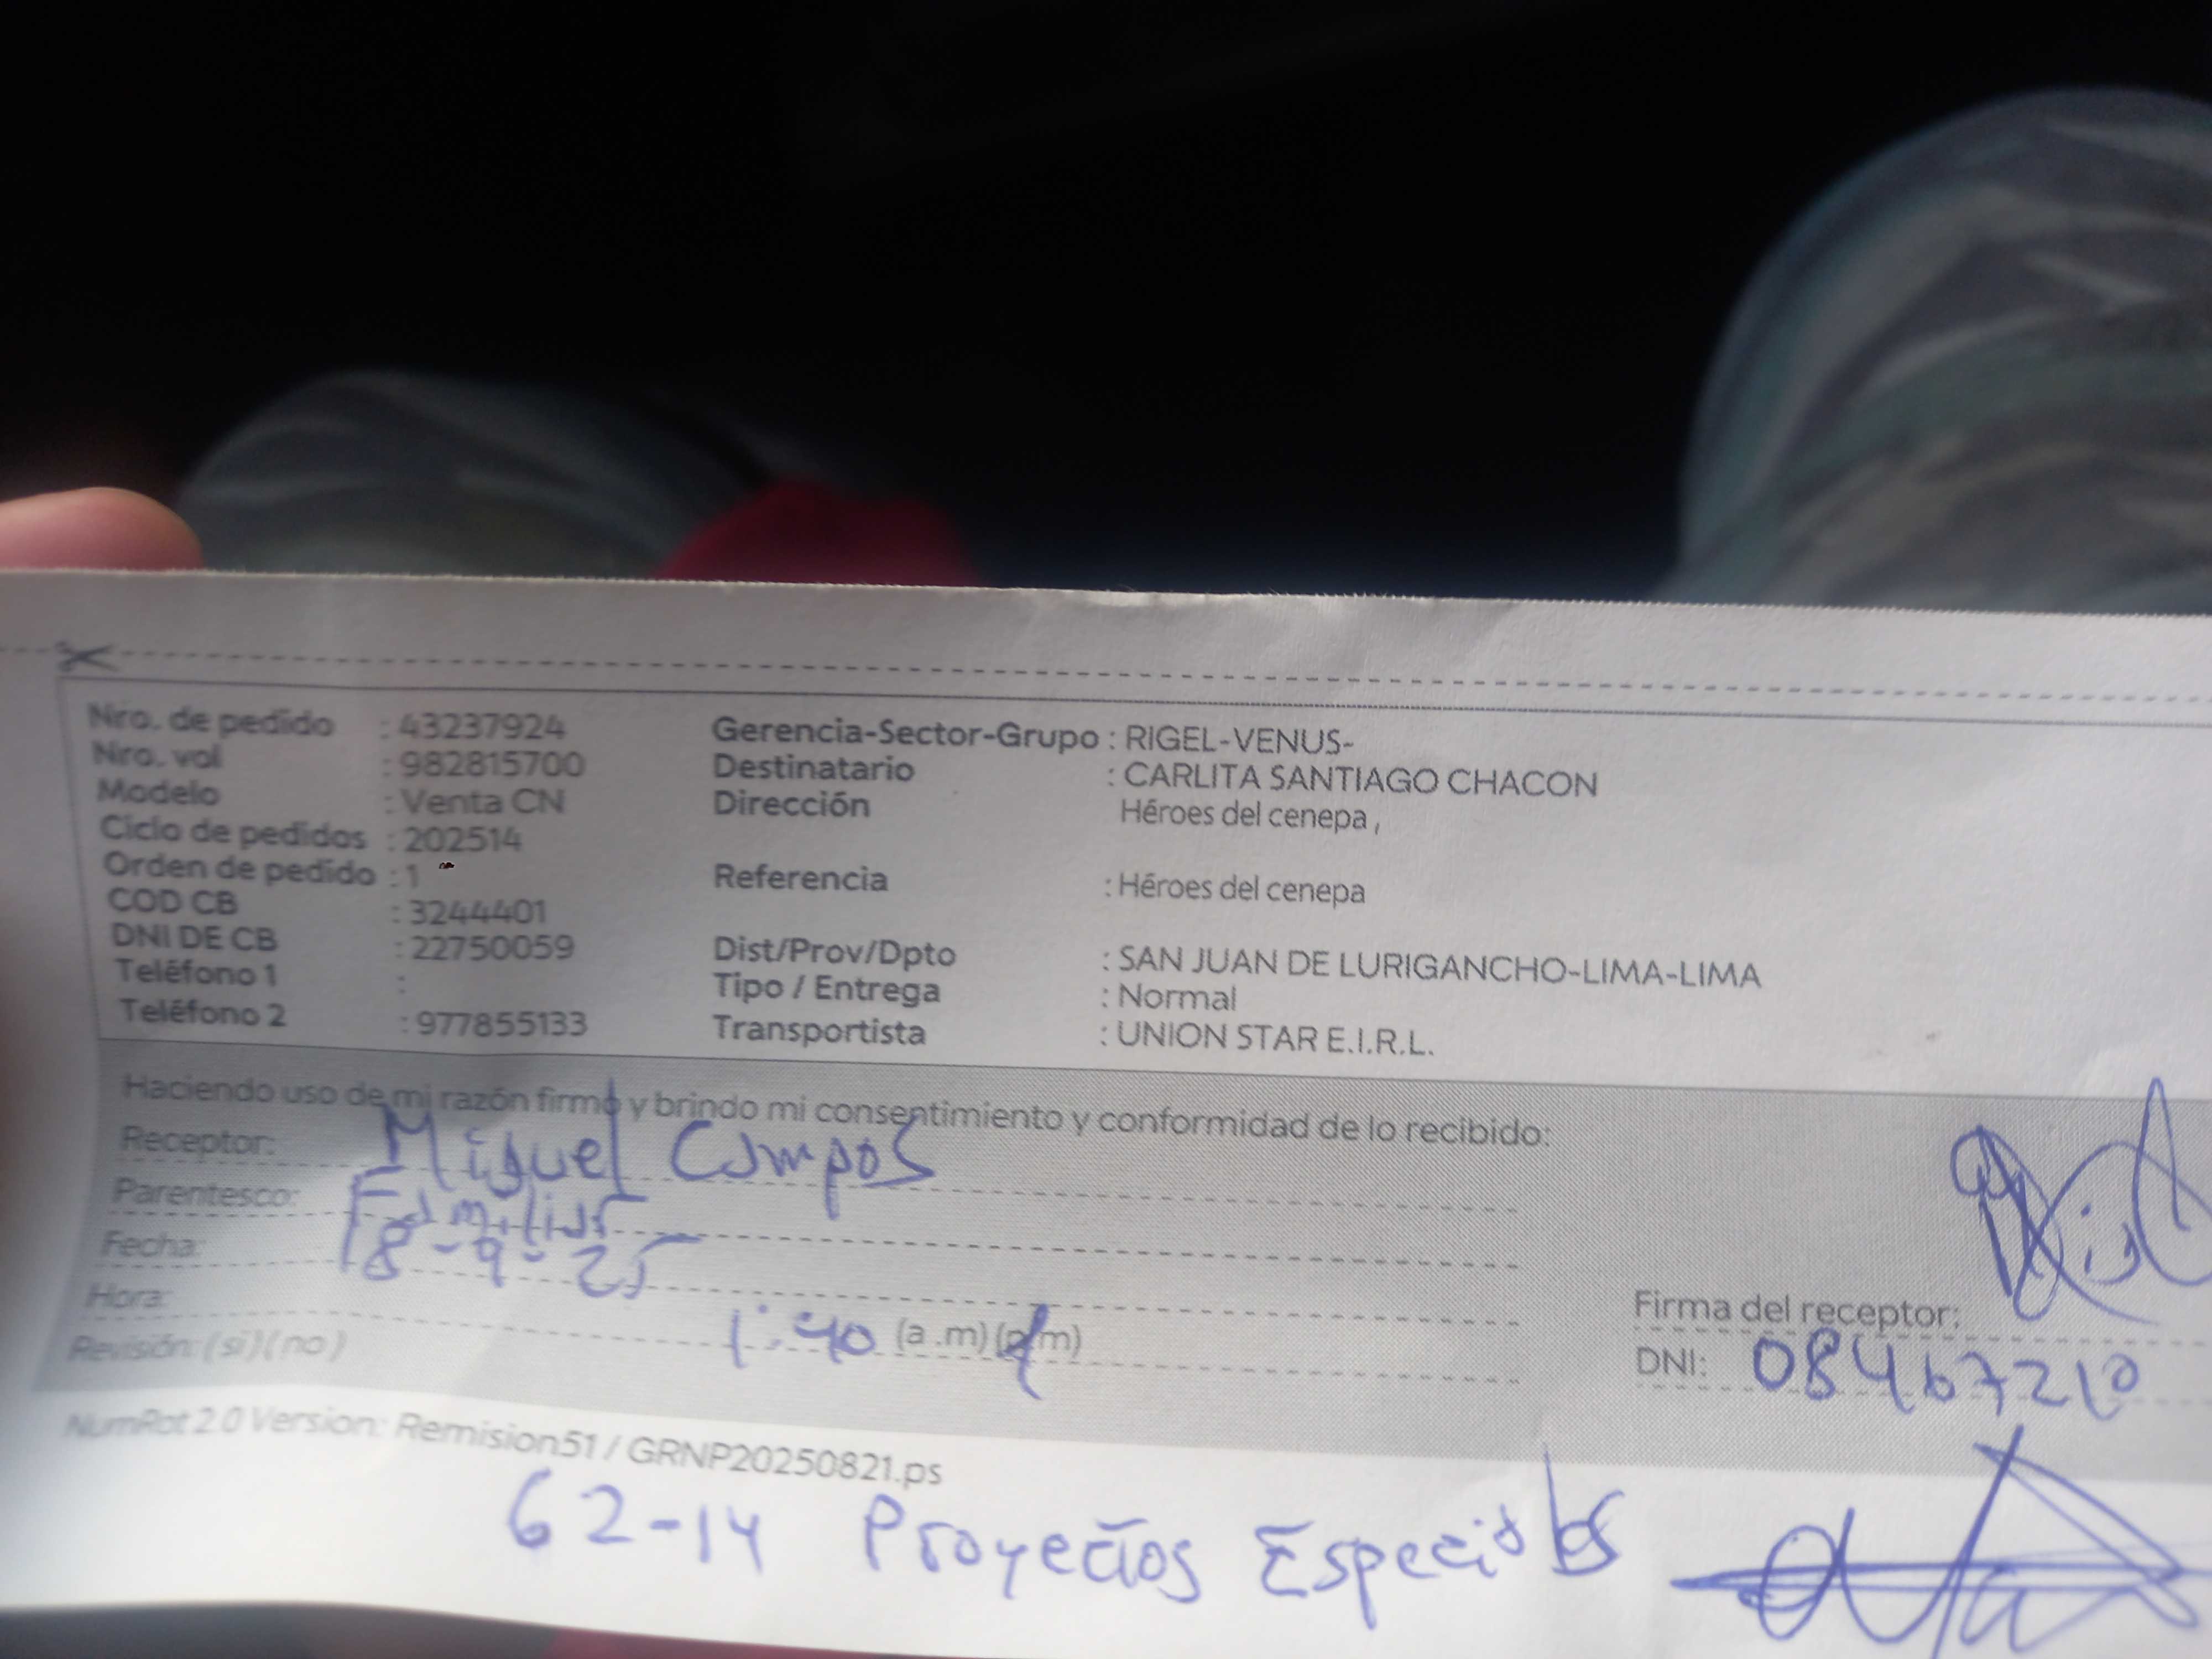 Nro. de pedido : 43237924 Gerencia-Sector-Grupo : RIGEL-VENUS-
Nro. vol : 982815700 Destinatario : CARLITA SANTIAGO CHACON
Modelo : Venta CN Dirección Héroes del cenepa ,
Ciclo de pedidos : 202514
Orden de pedido : 1 Referencia : Héroes del cenepa
COD CB : 3244401
DNI DE CB : 22750059 Dist/Prov/Dpto : SAN JUAN DE LURIGANCHO-LIMA-LIMA
Teléfono 1 : Tipo / Entrega : Normal
Teléfono 2 : 977855133 Transportista : UNION STAR E.I.R.L.
Haciendo uso de mi razón firmo y brindo mi consentimiento y conformidad de lo recibido:
Receptor: Miguel Campos
Parentesco: Familiar
Fecha: 18-9-25
Hora: 1:40 (a .m) (p.m)
Revisión: (si) (no)
Firma del receptor:
DNI: 08467210
NumRot 2.0 Version: Remision51 / GRNP20250821.ps
62-14 Proyectos Especiales